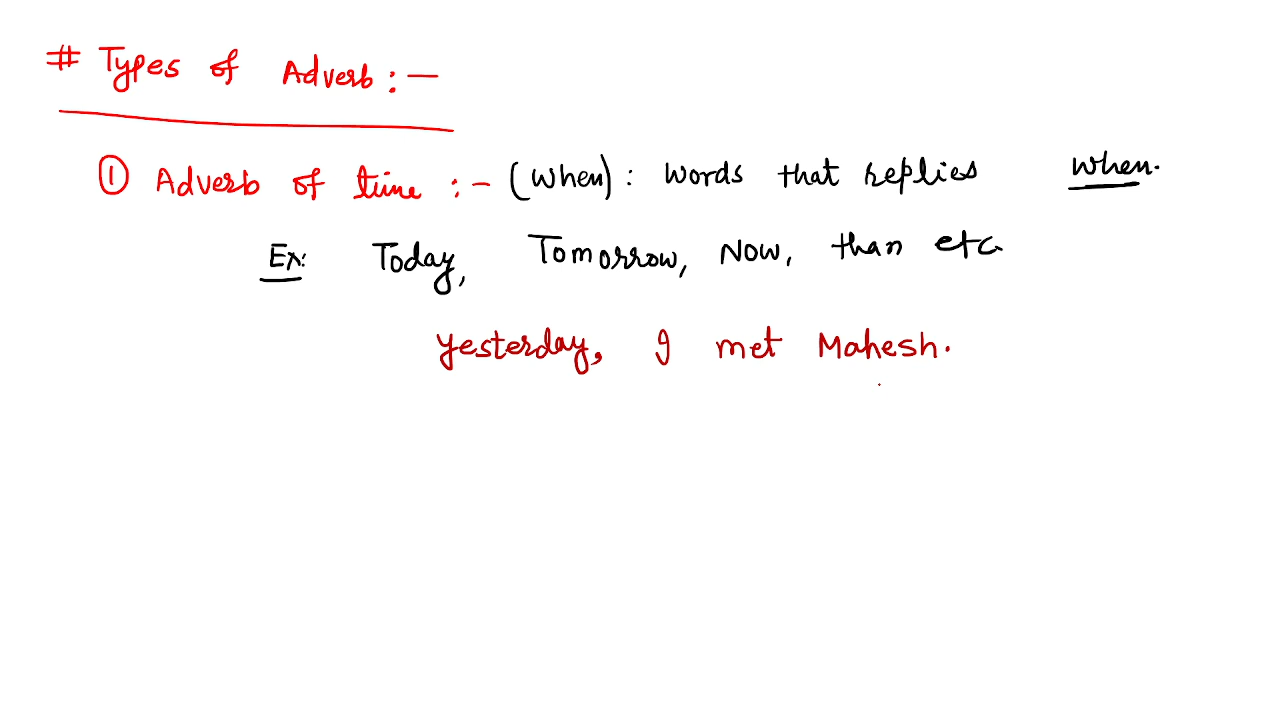 # Types of Adverb :-
① Adverb of time :- (When) : Words that replies when.
Ex: Today, Tomorrow, Now, than etc
Yesterday, I met Mahesh.